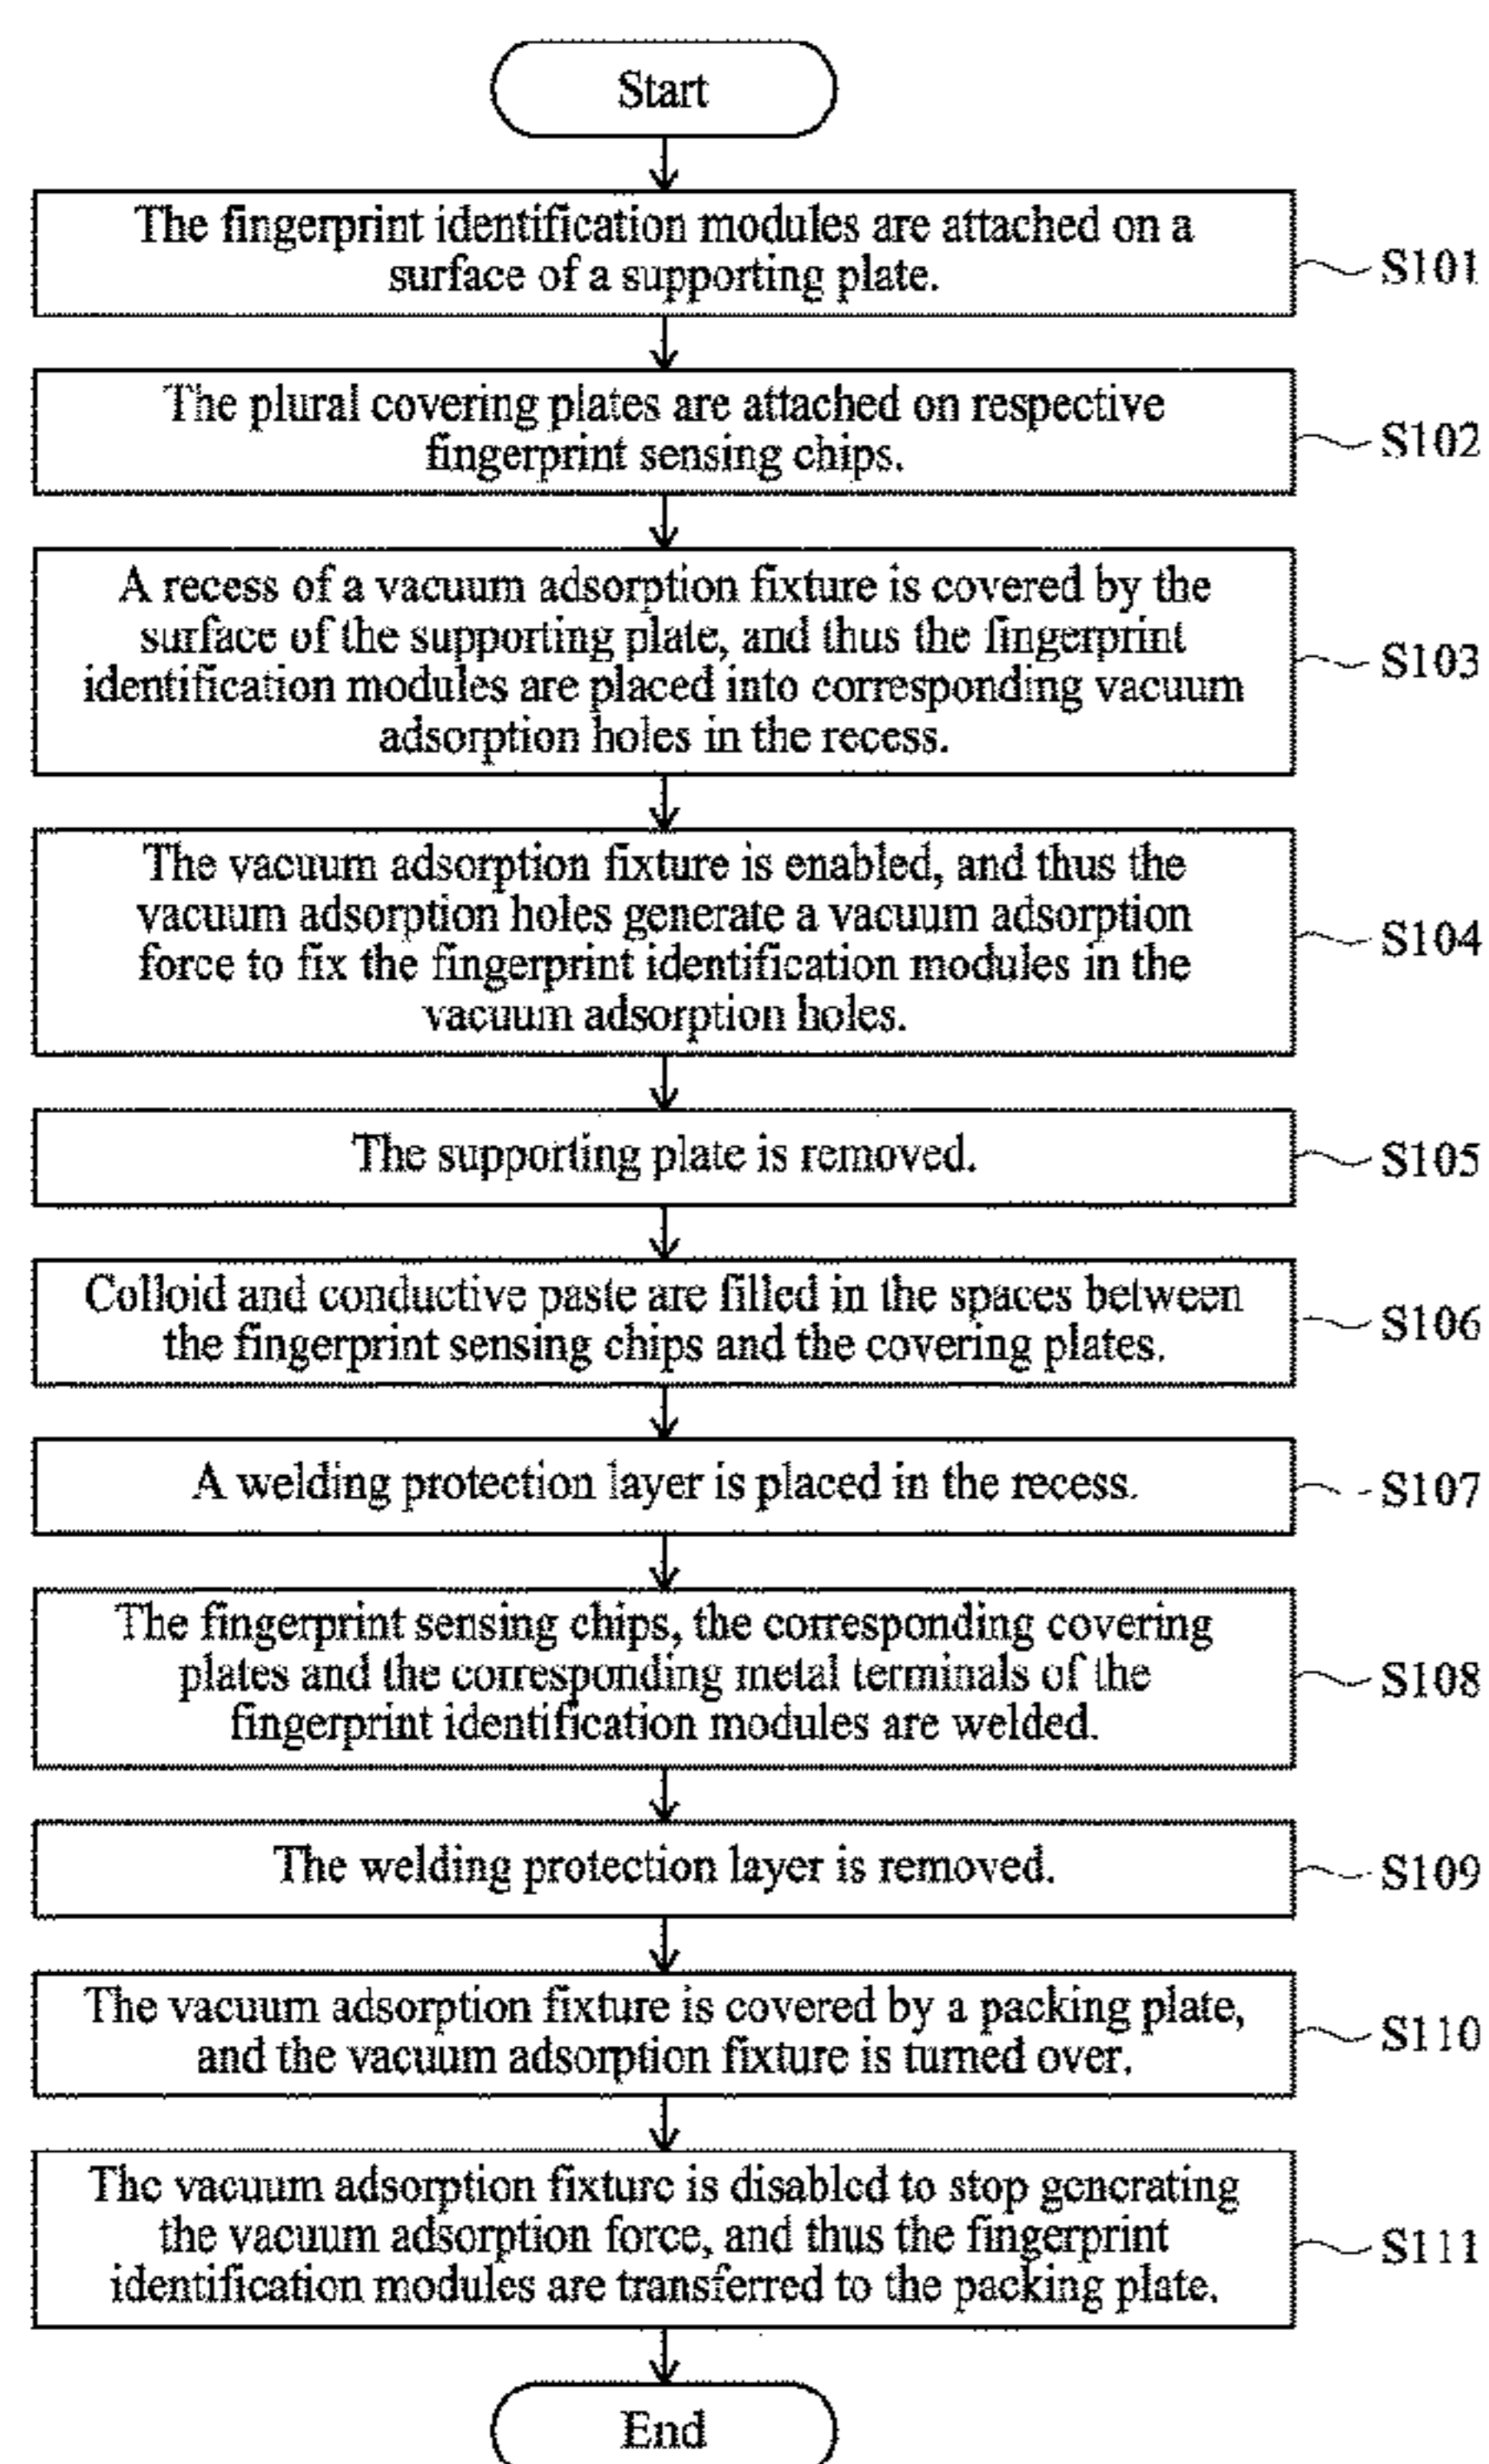 Start
The fingerprint identification modules are attached on a
surface of a supporting plate.
S101
The plural covering plates are attached on respective
fingerprint sensing chips.
S102
A recess of a vacuum adsorption fixture is covered by the
surface of the supporting plate, and thus the fingerprint
identification modules are placed into corresponding vacuum
adsorption holes in the recess.
S103
The vacuum adsorption fixture is enabled, and thus the
vacuum adsorption holes generate a vacuum adsorption
force to fix the fingerprint identification modules in the
vacuum adsorption holes.
S104
The supporting plate is removed.
S105
Colloid and conductive paste are filled in the spaces between
the fingerprint sensing chips and the covering plates.
S106
A welding protection layer is placed in the recess.
S107
The fingerprint sensing chips, the corresponding covering
plates and the corresponding metal terminals of the
fingerprint identification modules are welded.
S108
The welding protection layer is removed.
S109
The vacuum adsorption fixture is covered by a packing plate,
and the vacuum adsorption fixture is turned over.
S110
The vacuum adsorption fixture is disabled to stop generating
the vacuum adsorption force, and thus the fingerprint
identification modules are transferred to the packing plate.
S111
End